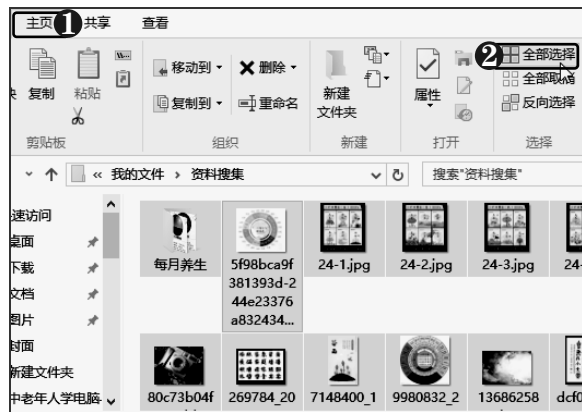 主页 1 共享 查看
2 全部选择
全部取消
反向选择
复制 粘贴
移动到 删除
复制到 重命名
新建
文件夹
属性
剪贴板 组织 新建 打开 选择
« 我的文件 › 资料搜集 搜索"资料搜集"
速访问
桌面
下载
文档
图片
封面
新建文件夹
中老年人学电脑
每月养生 5f98bca9f 24-1.jpg 24-2.jpg 24-3.jpg 24-
381393d-2
44e23376
a832434...
80c73b04f 269784_20 7148400_1 9980832_2 13686258 dcf0